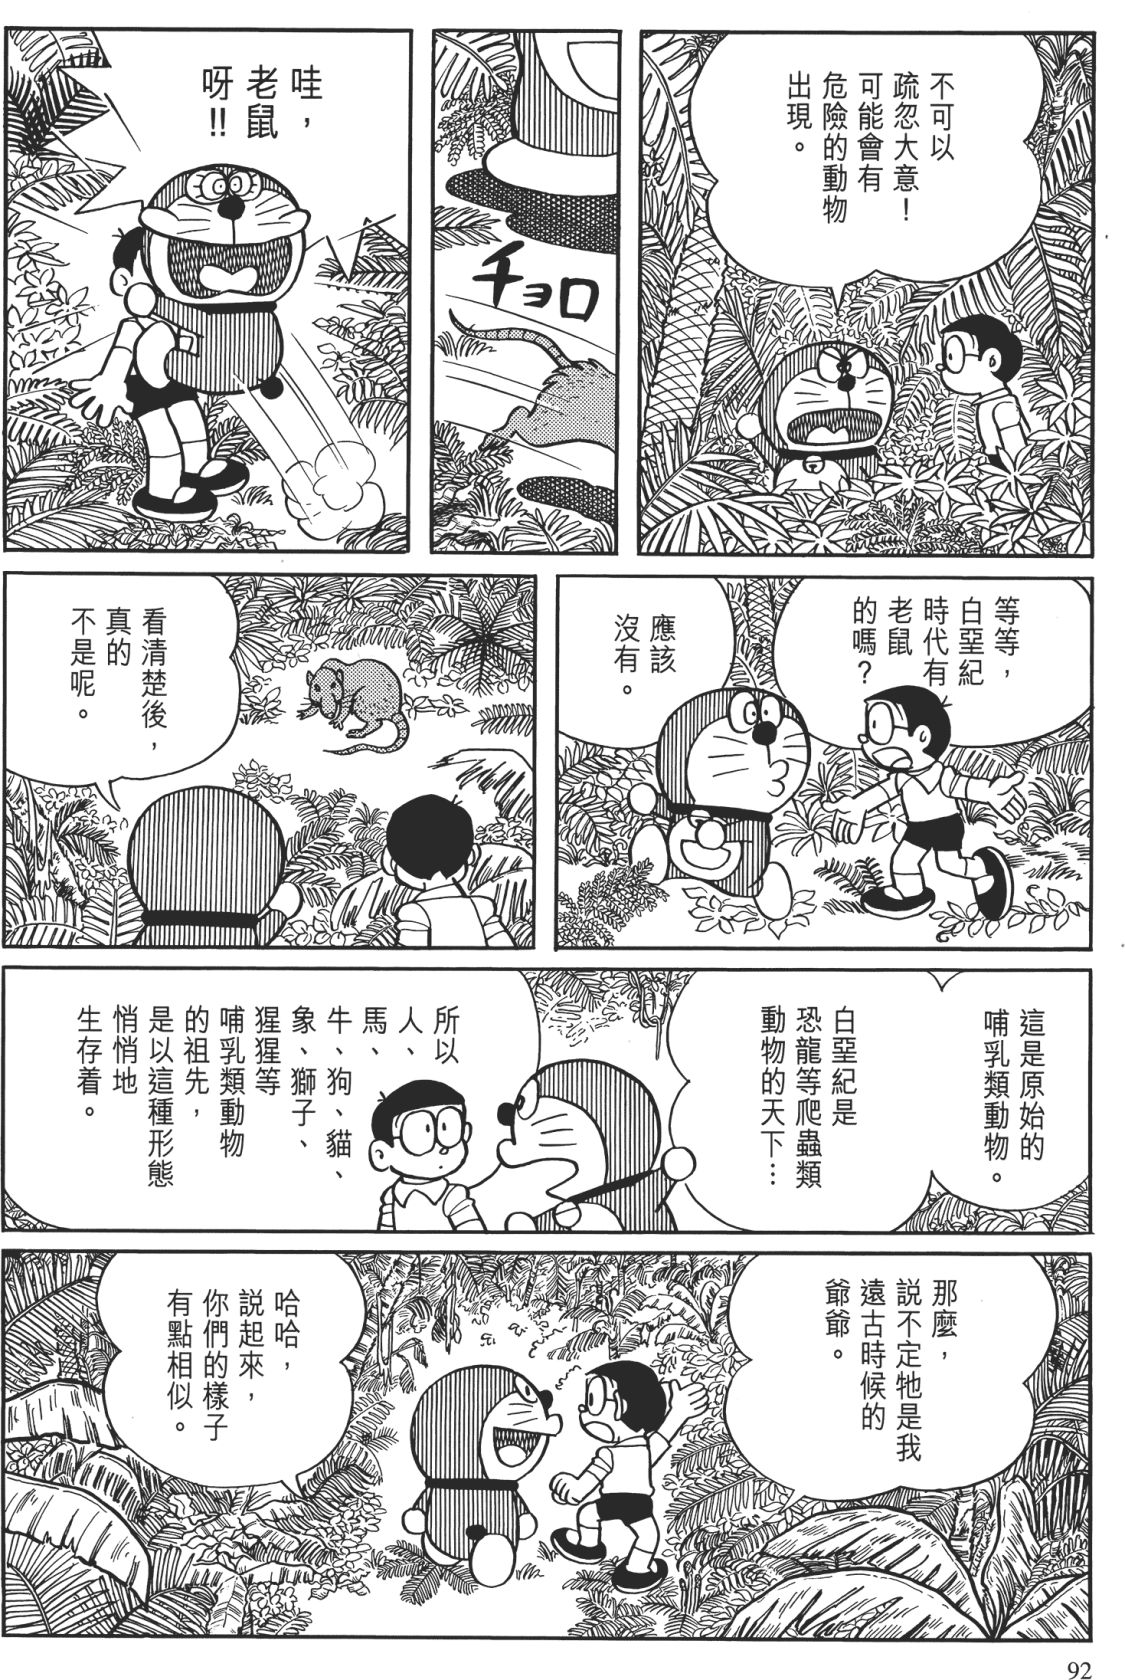 不可以
疏忽大意！
可能會有
危險的動物
出現。
チョロ
哇，
老鼠
呀!!
等等，
白堊紀
時代有
老鼠
的嗎？
應該
沒有。
看清楚後，
真的
不是呢。
這是原始的
哺乳類動物。
白堊紀是
恐龍等爬蟲類
動物的天下…
所以
人、
馬、
牛、狗、貓、
象、獅子、
猩猩等
哺乳類動物
的祖先，
是以這種形態
悄悄地
生存着。
那麼，
説不定牠是我
遠古時候的
爺爺。
哈哈，
説起來，
你們的樣子
有點相似。
92